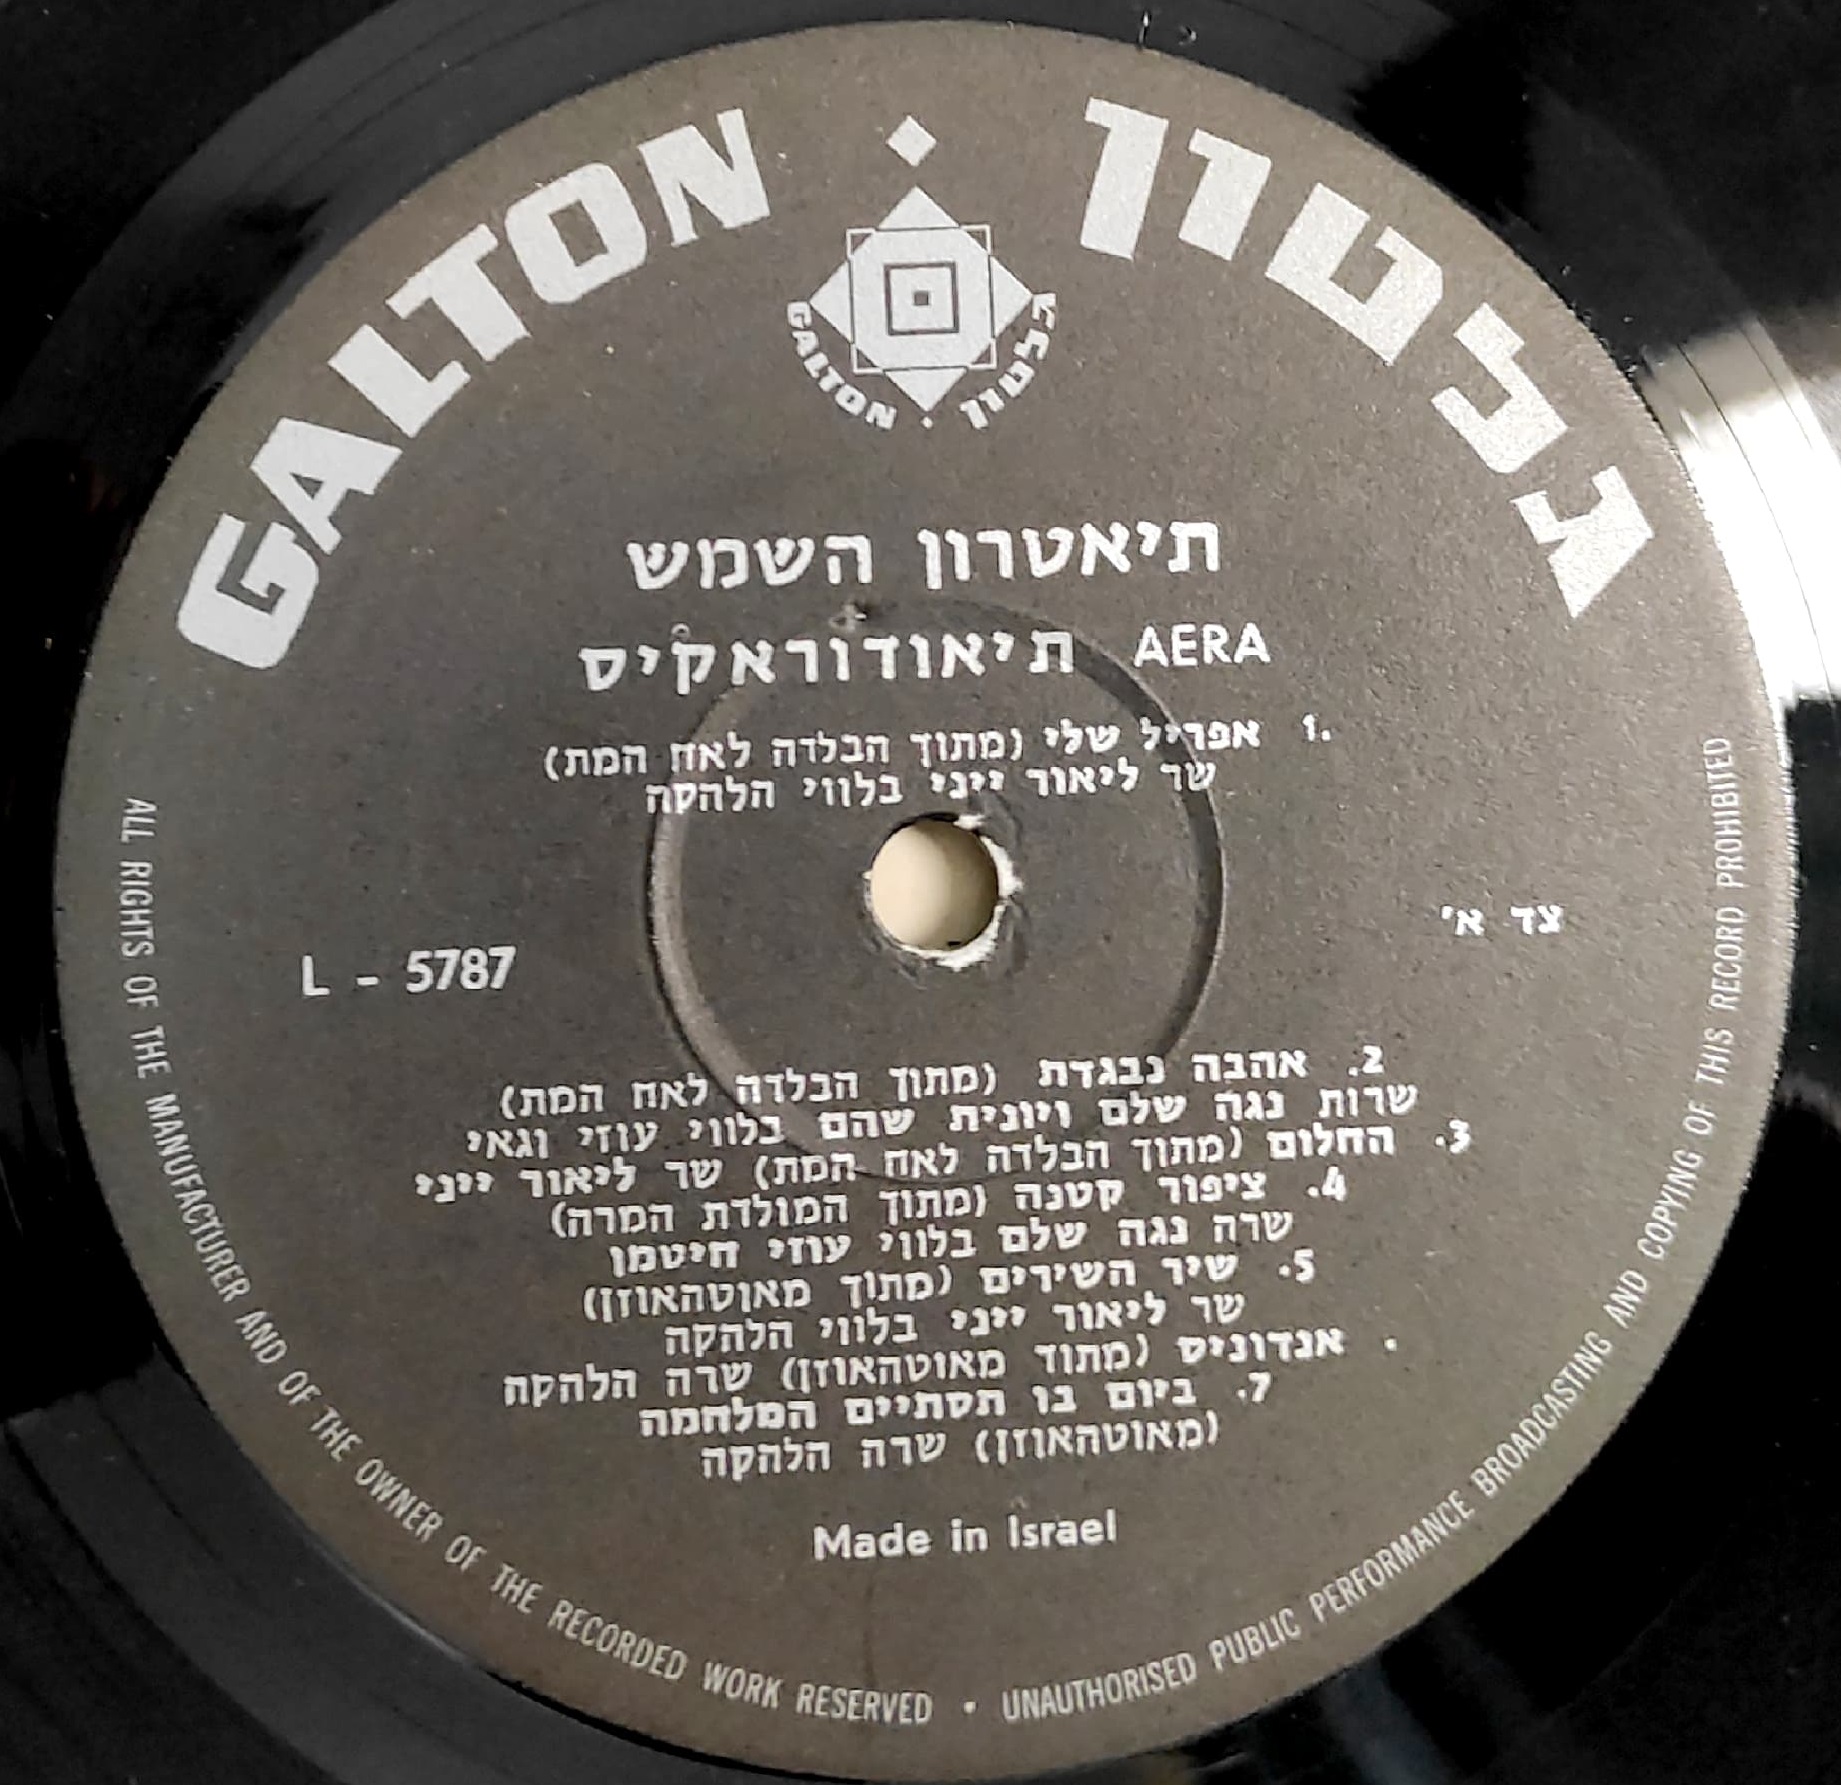 GALTON • גלטון
GALTON • גלטון
תיאטרון השמש
AERA תיאודוראקיס
1. אפריל שלי (מתוך הבלדה לאח המת)
שר ליאור ייני בלווי הלהקה
צד א'
L - 5787
2. אהבה נבגדת (מתוך הבלדה לאח המת)
שרות נגה שלם ויונית שהם בלווי עוזי וגאי
3. החלום (מתוך הבלדה לאח המת) שר ליאור ייני
4. ציפור קטנה (מתוך המולדת המרה)
שרה נגה שלם בלווי עוזי חיטמן
5. שיר השירים (מתוך מאוטהאוזן)
שר ליאור ייני בלווי הלהקה
. אנדוניס (מתוך מאוטהאוזן) שרה הלהקה
7. ביום בו תסתיים המלחמה
(מאוטהאוזן) שרה הלהקה
Made in Israel
ALL RIGHTS OF THE MANUFACTURER AND OF THE OWNER OF THE RECORDED WORK RESERVED • UNAUTHORISED PUBLIC PERFORMANCE BROADCASTING AND COPYING OF THIS RECORD PROHIBITED